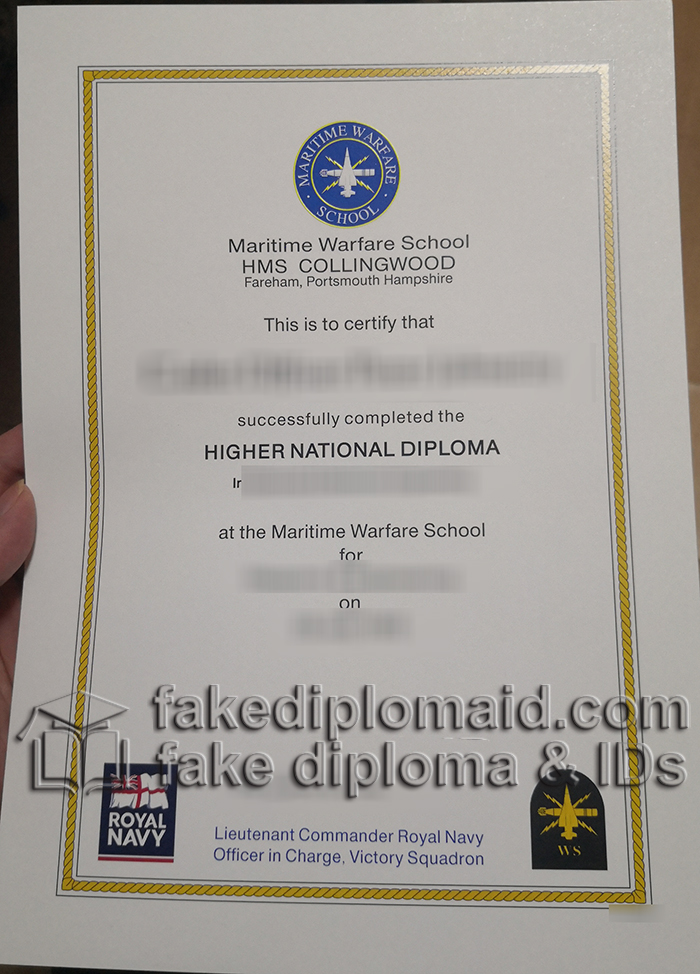 MARITIME WARFARE
SCHOOL
Maritime Warfare School
HMS COLLINGWOOD
Fareham, Portsmouth Hampshire
This is to certify that
successfully completed the
HIGHER NATIONAL DIPLOMA
at the Maritime Warfare School
for
on
fakediplomaid.com
fake diploma & IDs
ROYAL
NAVY
Lieutenant Commander Royal Navy
Officer in Charge, Victory Squadron
WS